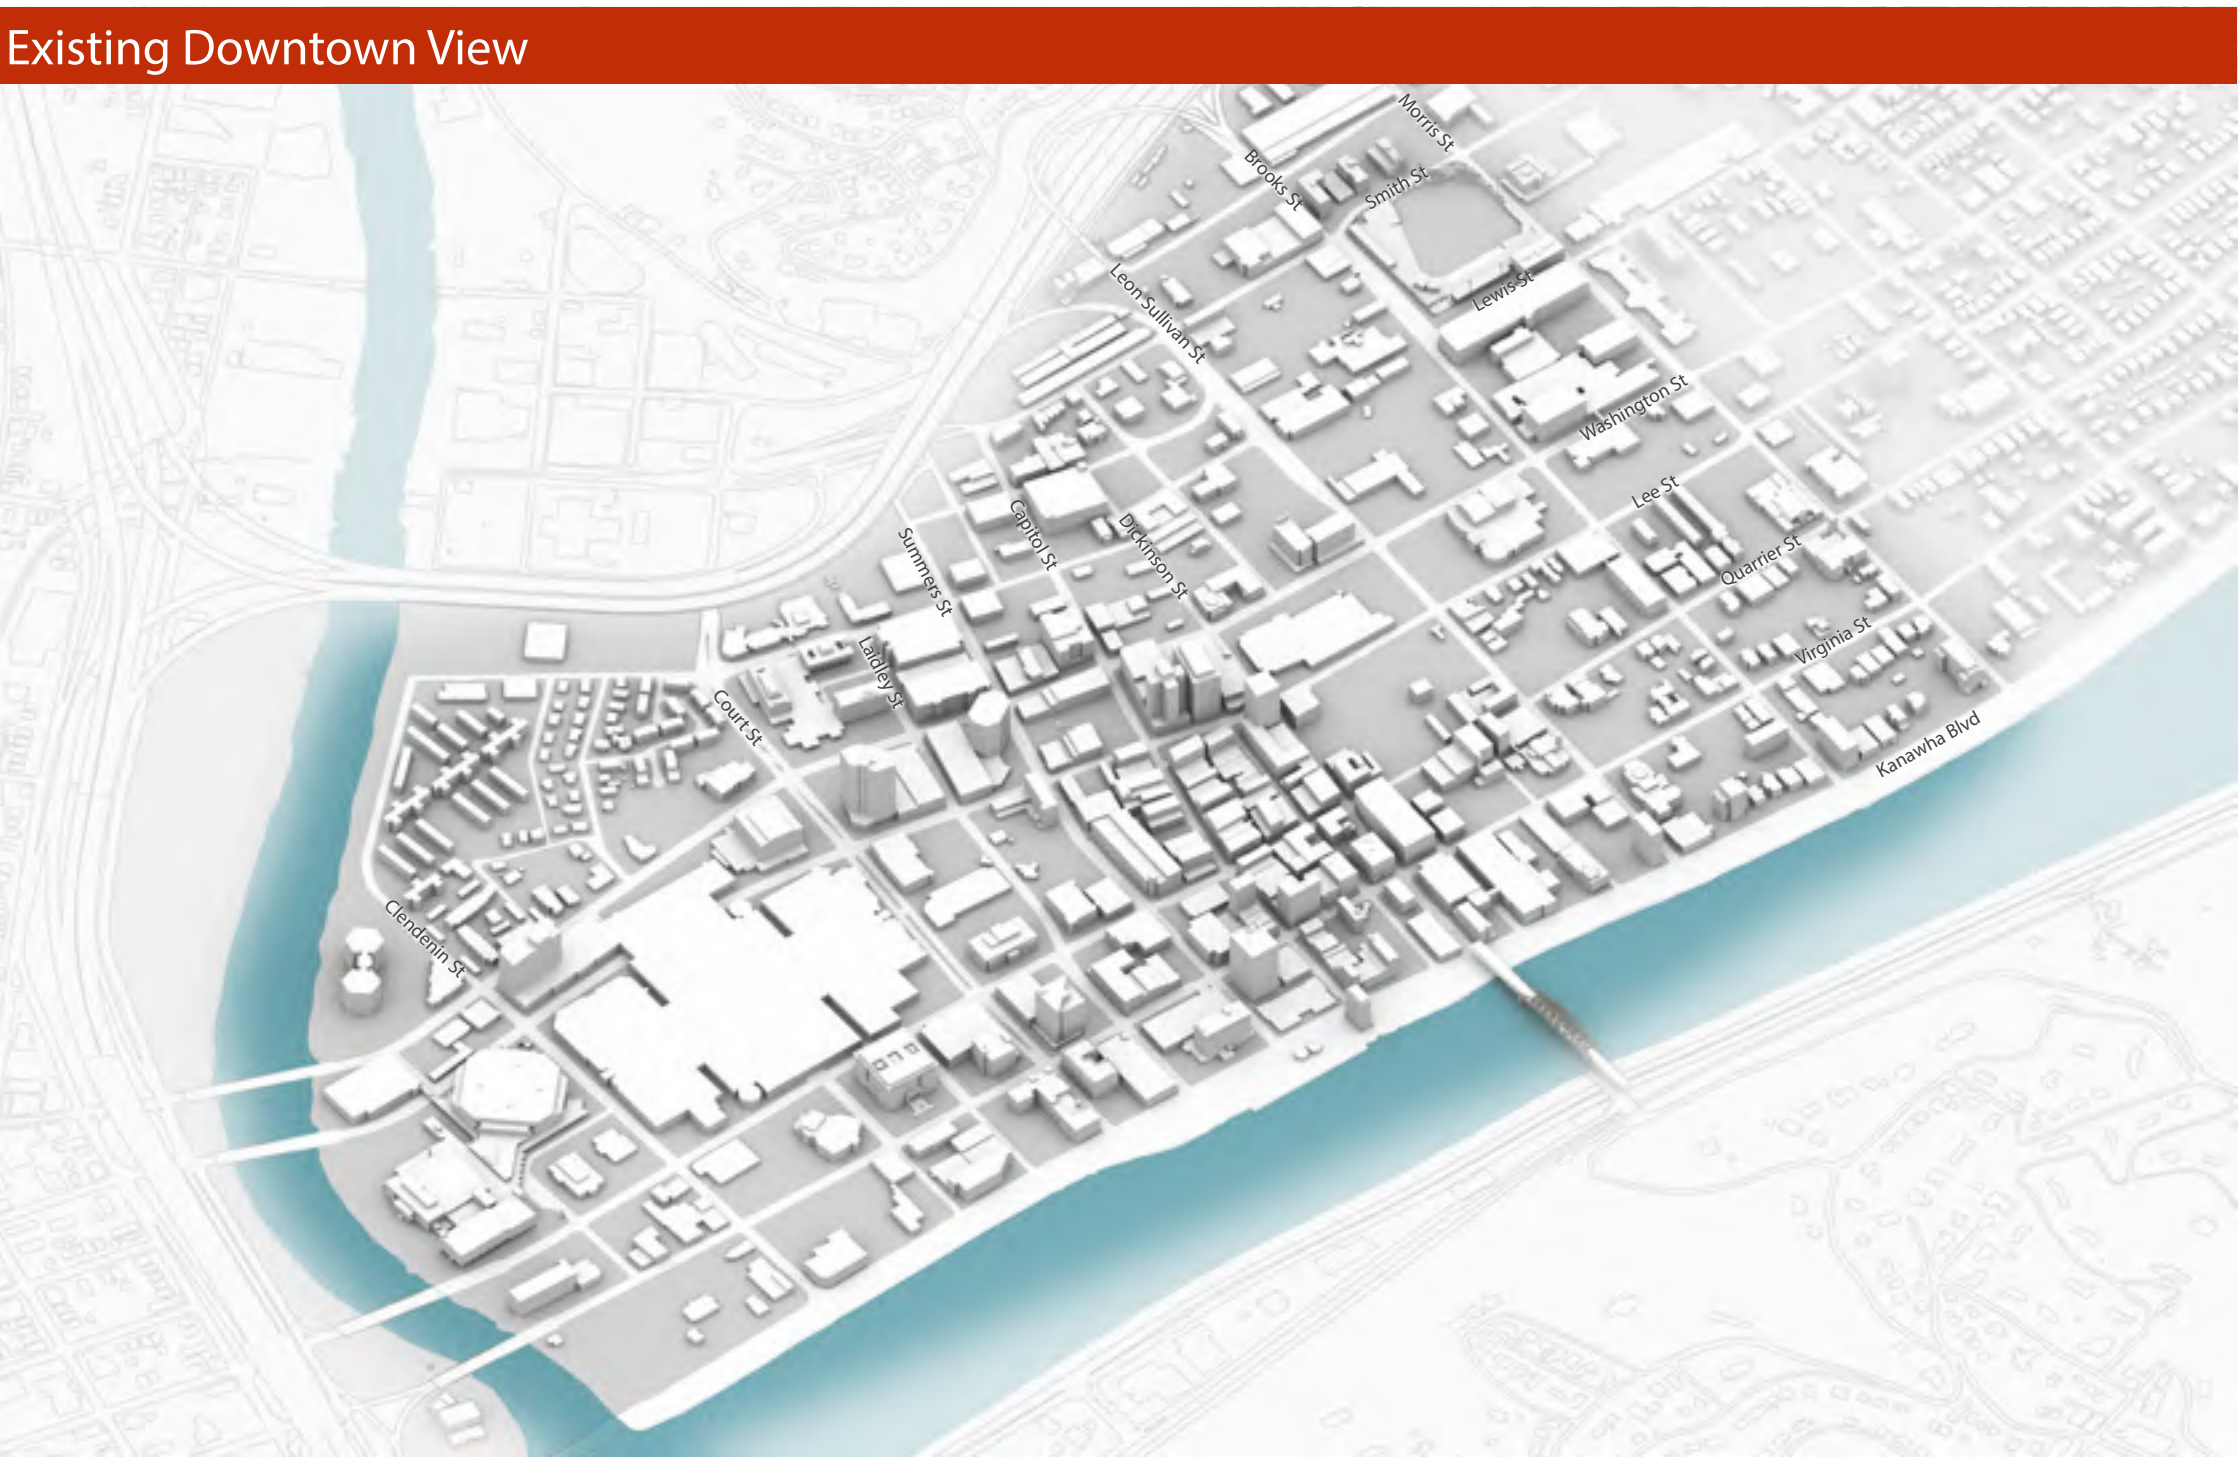 Existing Downtown View
Morris St
Brooks St
Smith St
Leon Sullivan St
Lewis St
Washington St
Lee St
Capitol St
Dickinson St
Summers St
Quarrier St
Virginia St
Laidley St
Court St
Kanawha Blvd
Clendenin St